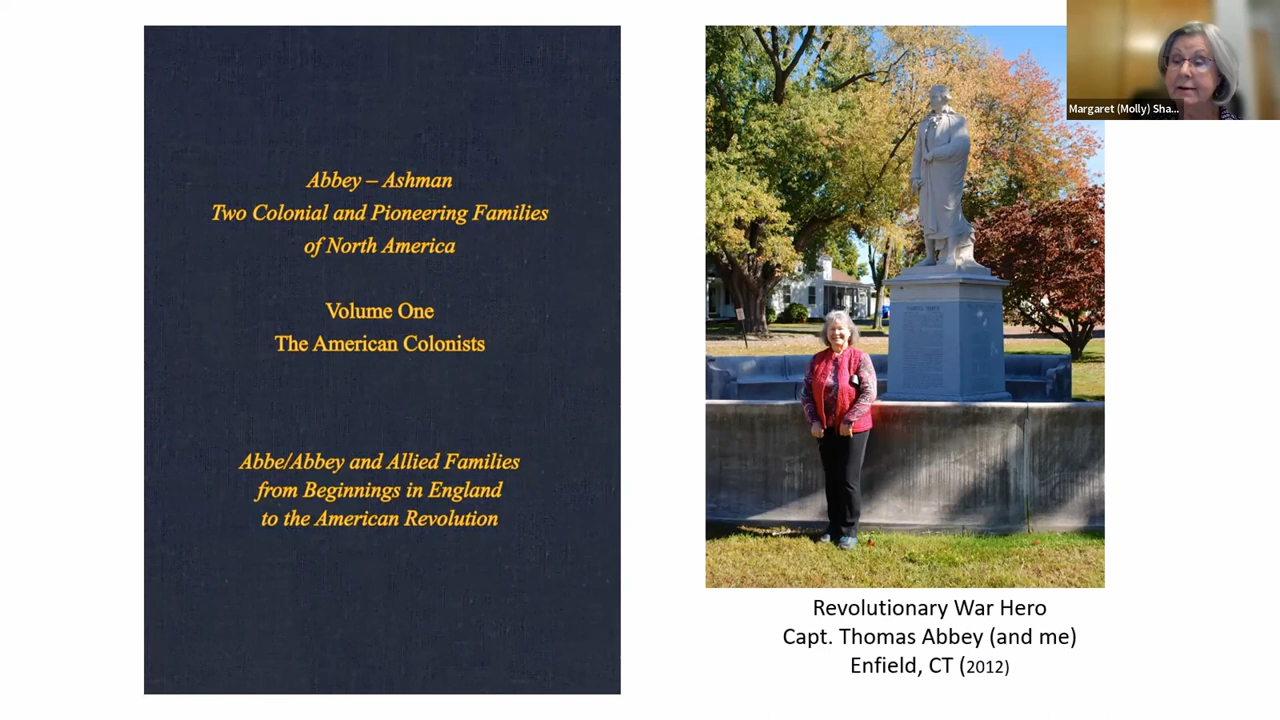 Abbey – Ashman
Two Colonial and Pioneering Families
of North America
Volume One
The American Colonists
Abbe/Abbey and Allied Families
from Beginnings in England
to the American Revolution
Margaret (Molly) Sha...
Revolutionary War Hero
Capt. Thomas Abbey (and me)
Enfield, CT (2012)